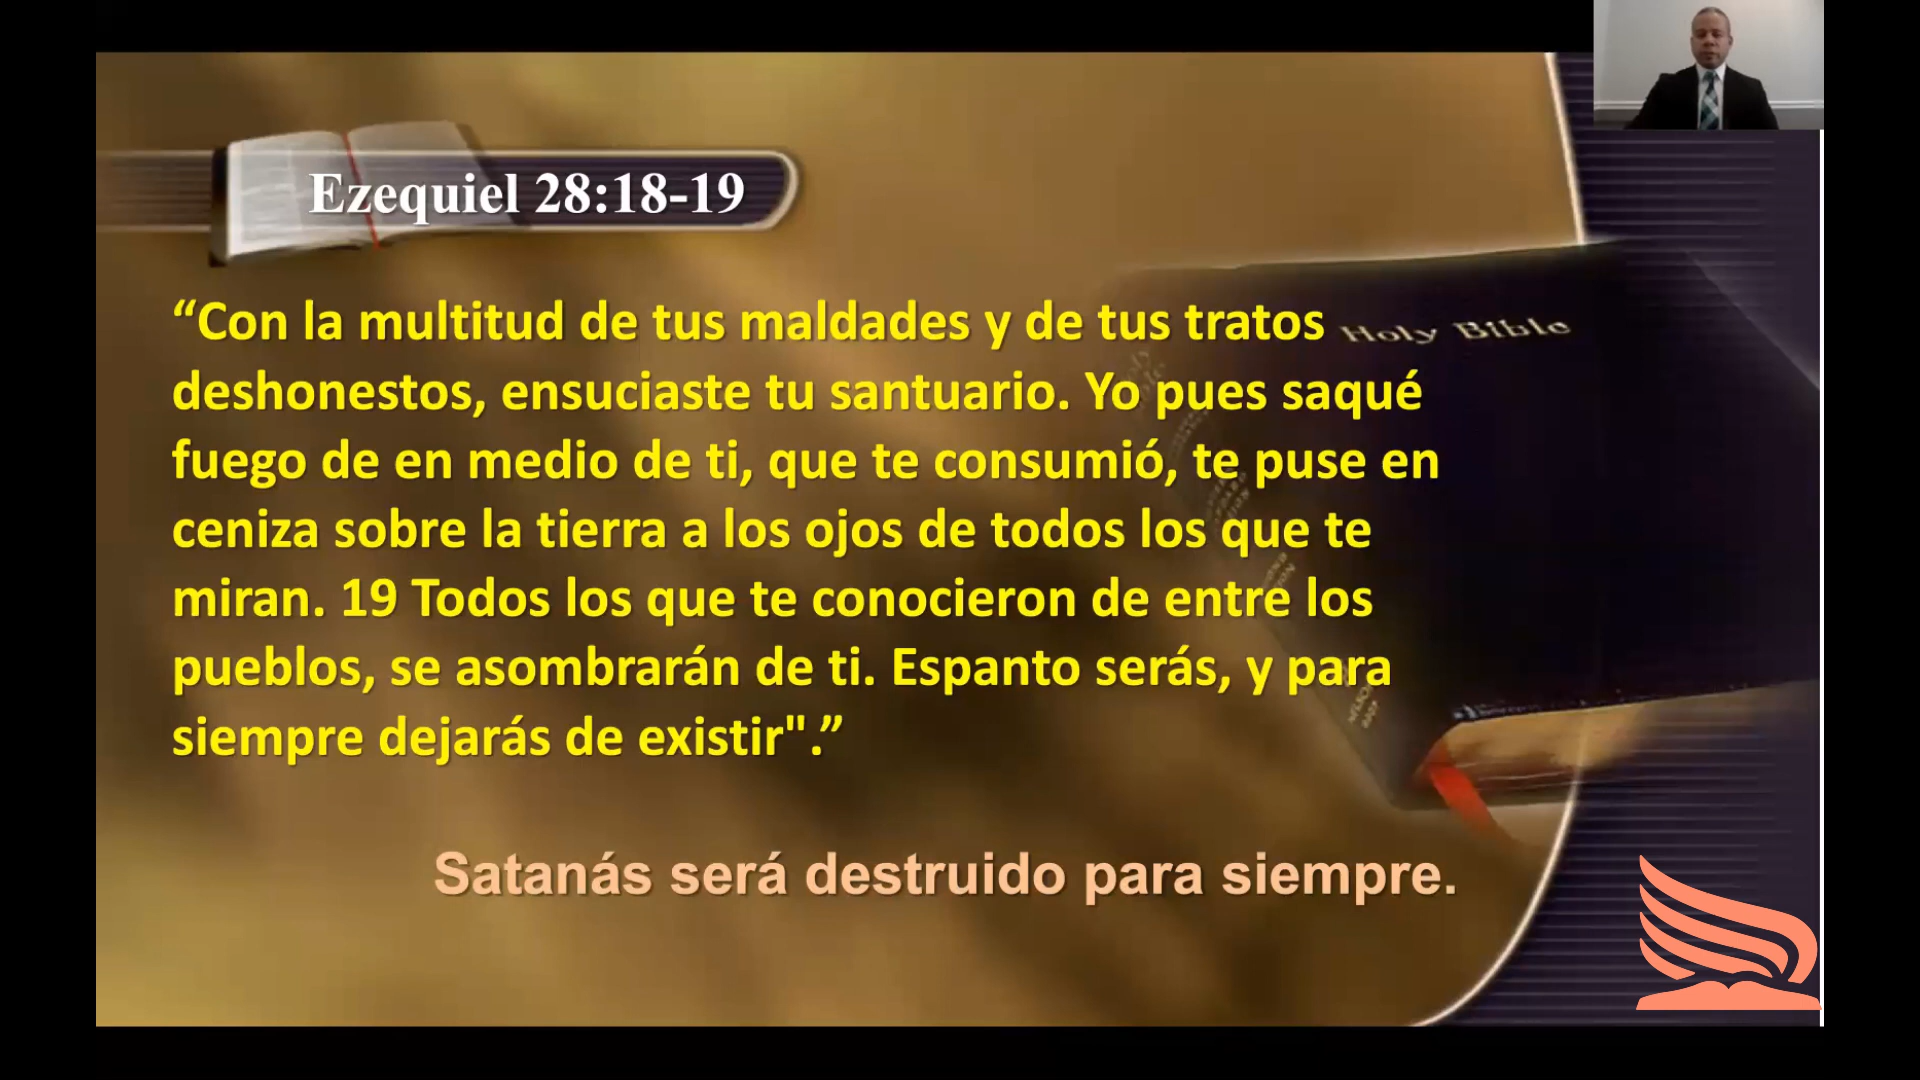 Ezequiel 28:18-19
“Con la multitud de tus maldades y de tus tratos
Holy Bible
deshonestos, ensuciaste tu santuario. Yo pues saqué
fuego de en medio de ti, que te consumió, te puse en
ceniza sobre la tierra a los ojos de todos los que te
miran. 19 Todos los que te conocieron de entre los
pueblos, se asombrarán de ti. Espanto serás, y para
siempre dejarás de existir".”
Satanás será destruido para siempre.